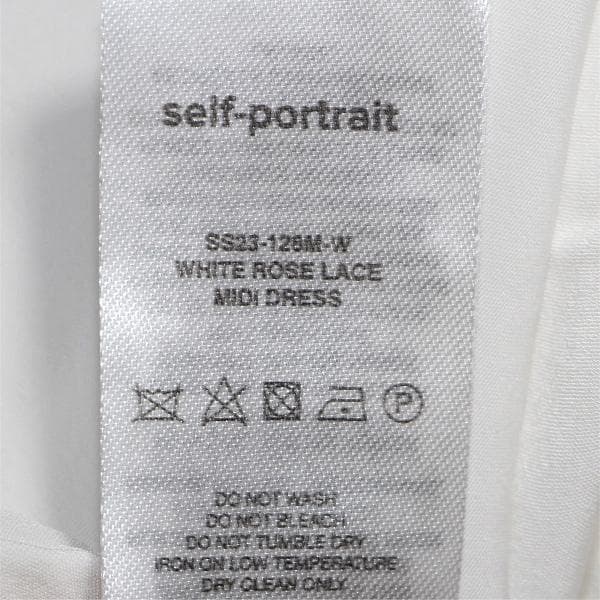 self-portrait
SS23-126M-W
WHITE ROSE LACE
MIDI DRESS
P
DO NOT WASH
DO NOT BLEACH
DO NOT TUMBLE DRY
IRON ON LOW TEMPERATURE
DRY CLEAN ONLY